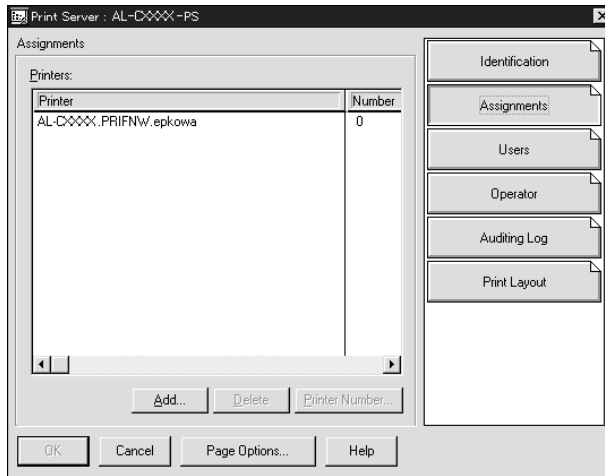 Print Server : AL-CXXXX-PS
Assignments
Printers:
Printer Number
AL-CXXXX.PRIFNW.epkowa 0
Add... Delete Printer Number...
OK Cancel Page Options... Help
Identification
Assignments
Users
Operator
Auditing Log
Print Layout